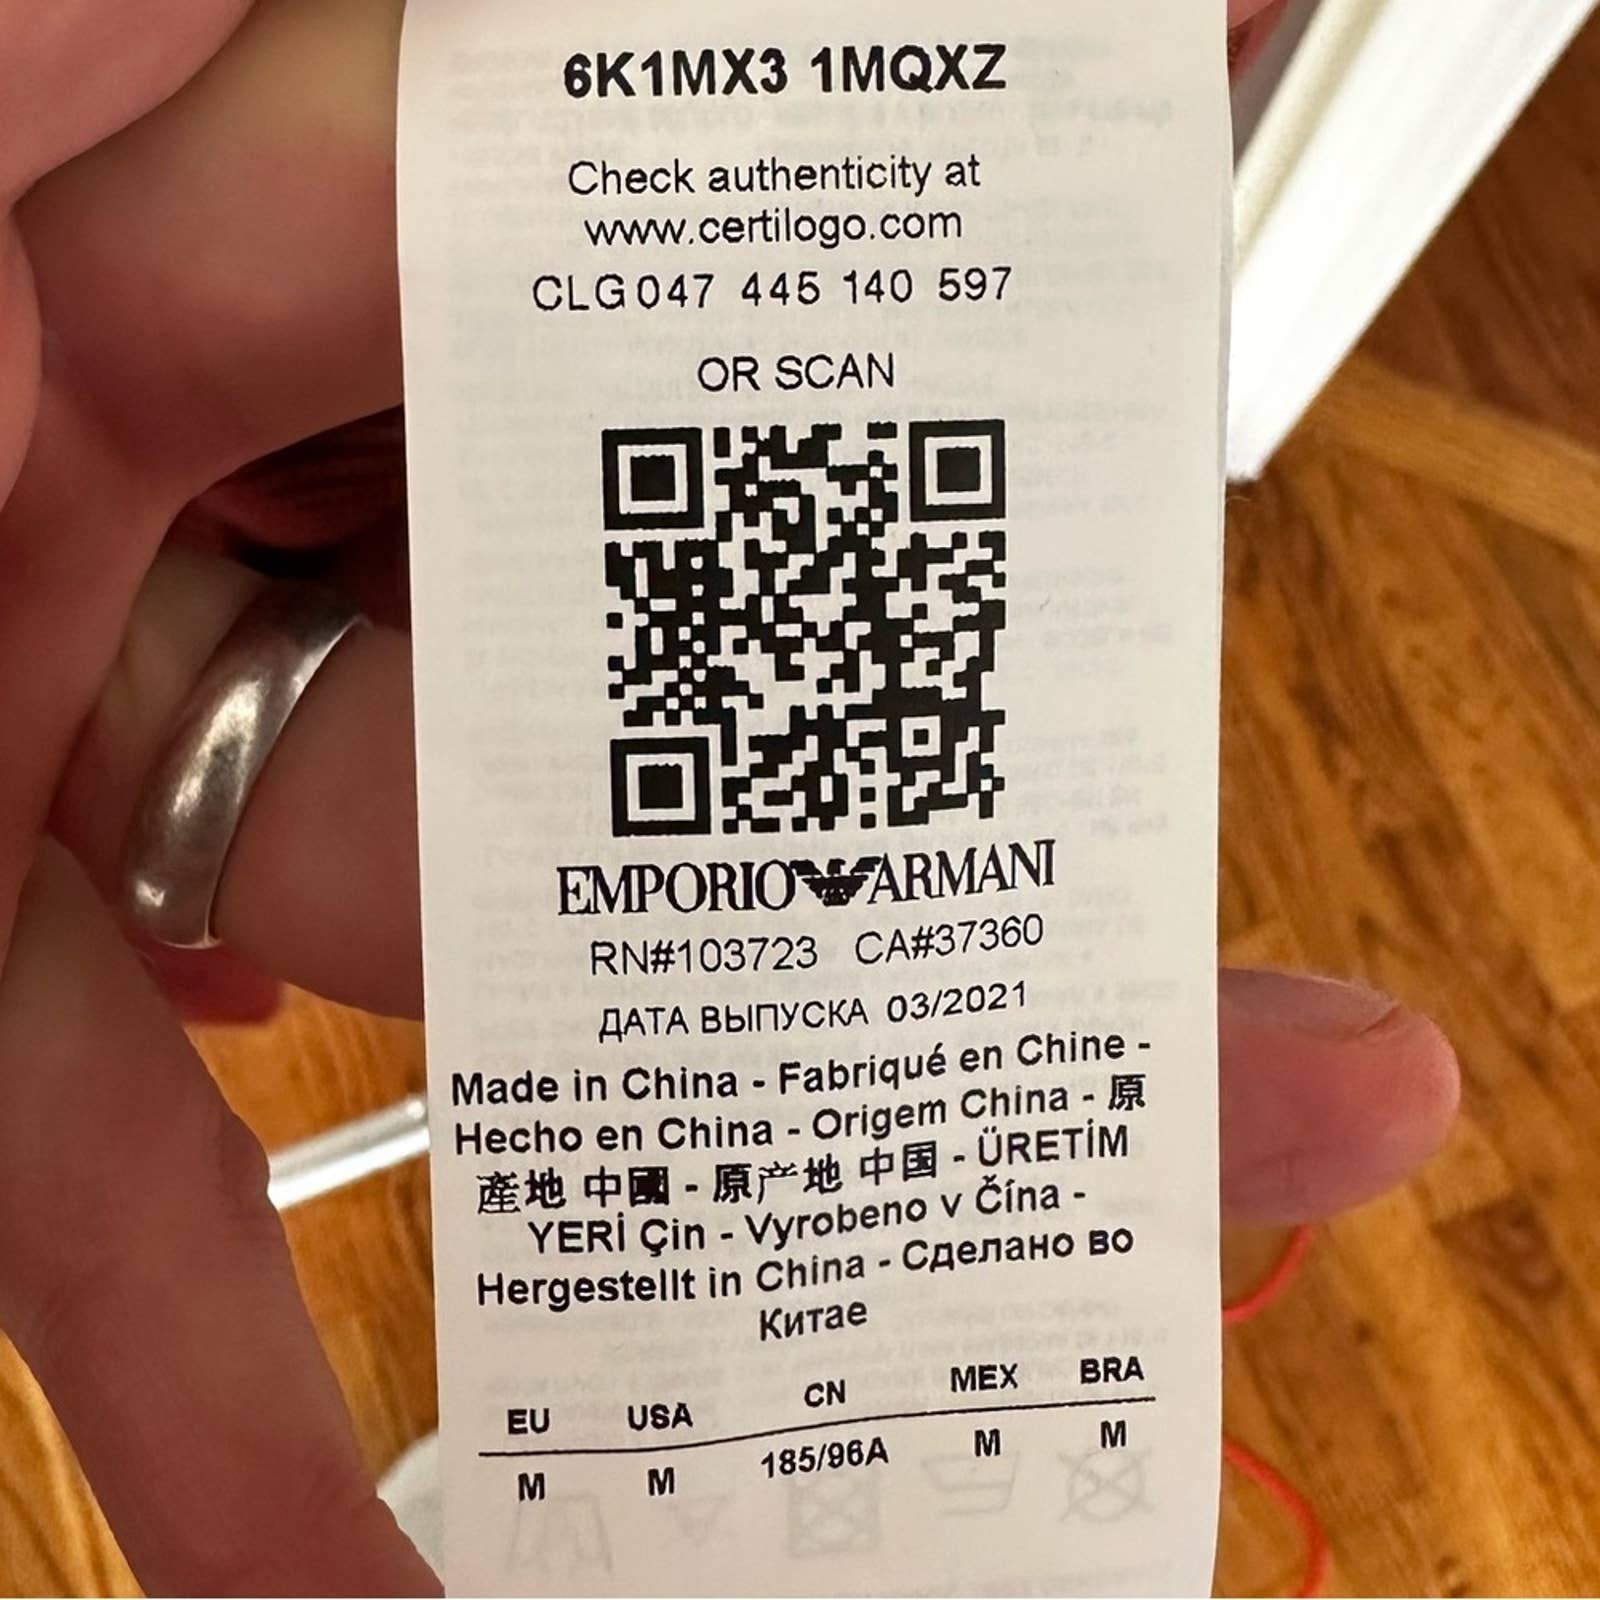 6K1MX3 1MQXZ
Check authenticity at
www.certilogo.com
CLG047 445 140 597
OR SCAN
EMPORIO ARMANI
RN#103723 CA#37360
ДАТА ВЫПУСКА 03/2021
Made in China - Fabriqué en Chine -
Hecho en China - Origem China - 原
產地 中國 - 原产地 中国 - ÜRETİM
YERİ Çin - Vyrobeno v Čína -
Hergestellt in China - Сделано во
Китае
EU USA CN MEX BRA
M M 185/96A M M